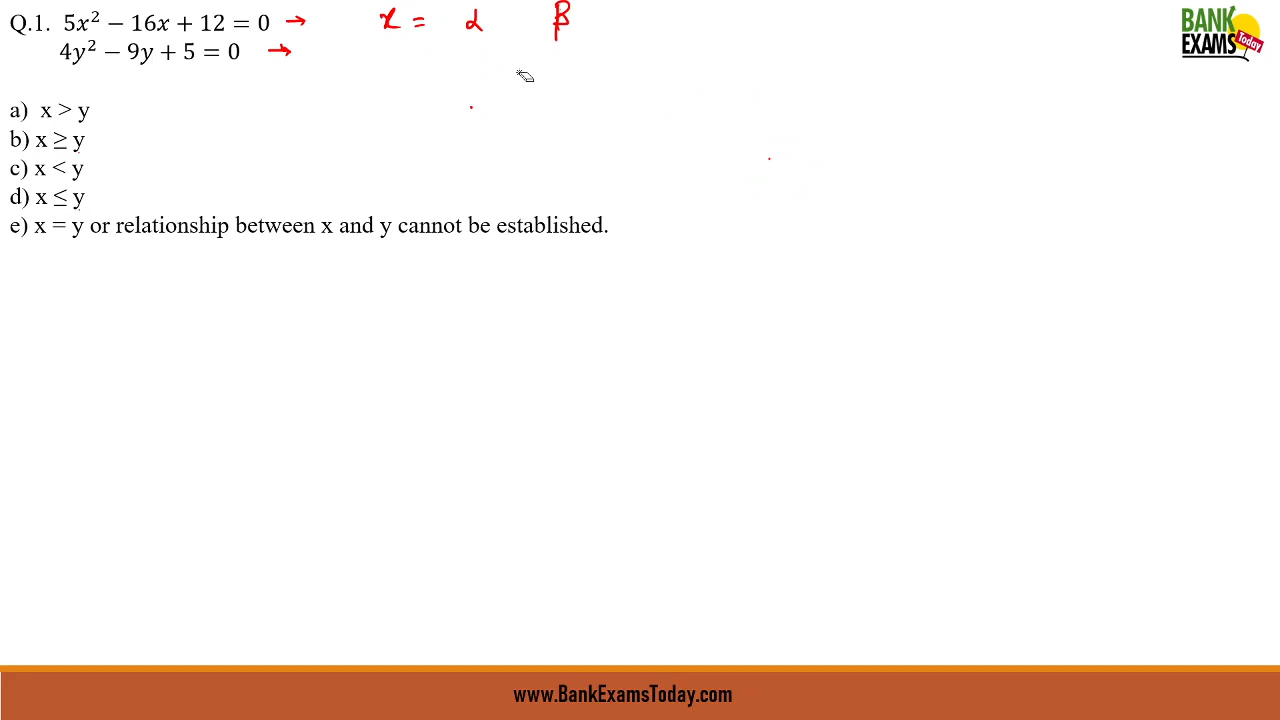 Q.1. 5x² − 16x + 12 = 0 → x = α β
4y² − 9y + 5 = 0 →
BANK
EXAMS Today
a) x > y
b) x ≥ y
c) x < y
d) x ≤ y
e) x = y or relationship between x and y cannot be established.
www.BankExamsToday.com